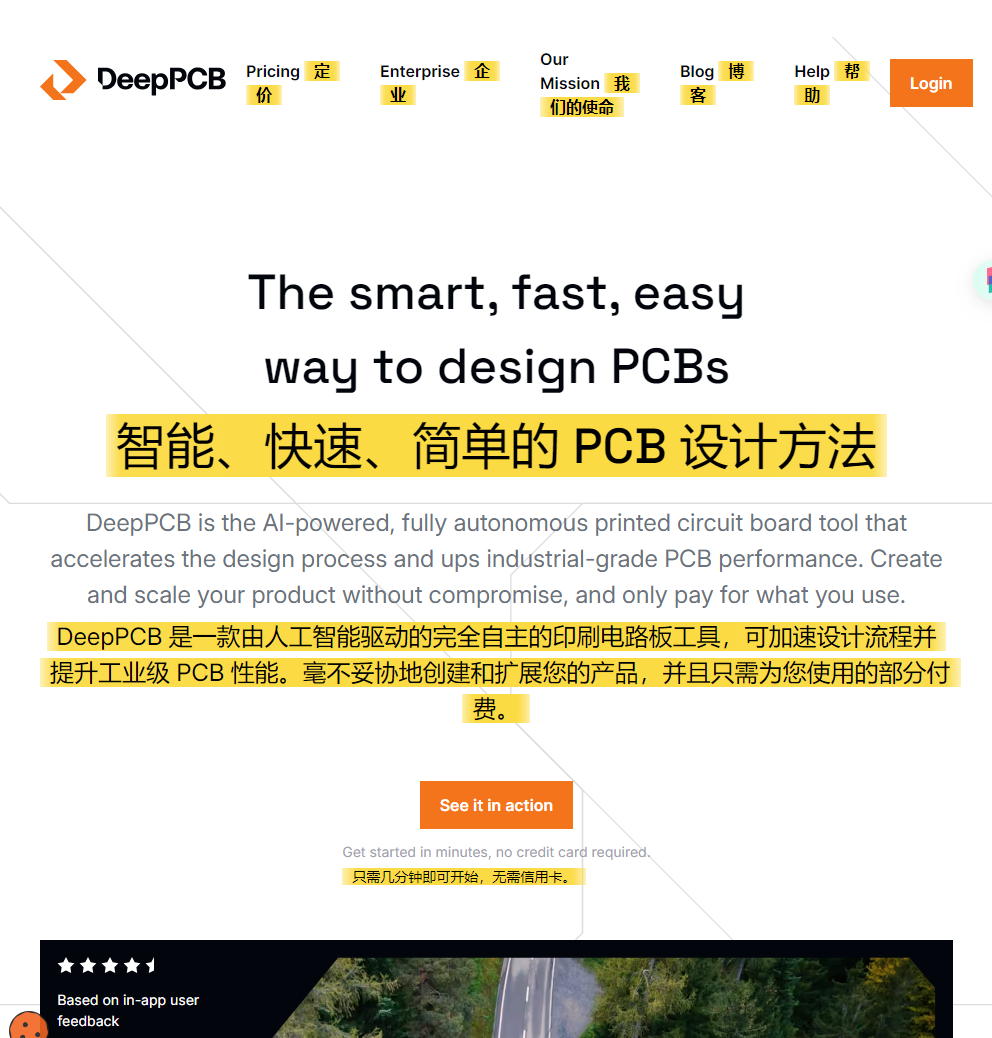 DeepPCB
Pricing 定
价
Enterprise 企
业
Our
Mission 我
们的使命
Blog 博
客
Help 帮
助
Login
The smart, fast, easy
way to design PCBs
智能、快速、简单的 PCB 设计方法
DeepPCB is the AI-powered, fully autonomous printed circuit board tool that
accelerates the design process and ups industrial-grade PCB performance. Create
and scale your product without compromise, and only pay for what you use.
DeepPCB 是一款由人工智能驱动的完全自主的印刷电路板工具，可加速设计流程并
提升工业级 PCB 性能。毫不妥协地创建和扩展您的产品，并且只需为您使用的部分付
费。
See it in action
Get started in minutes, no credit card required.
只需几分钟即可开始，无需信用卡。
Based on in-app user
feedback